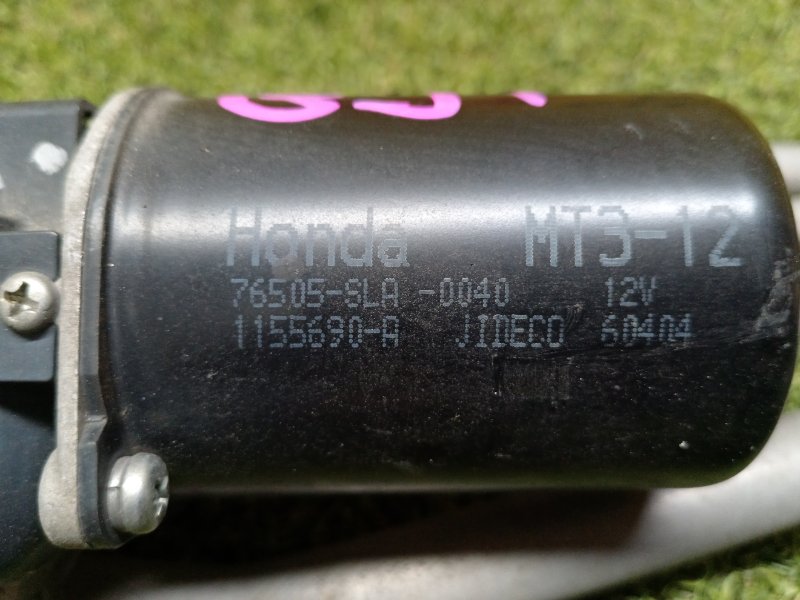 Honda MT3-12
76505-SLA -0040 12V
1155690-A JIDECO 60404